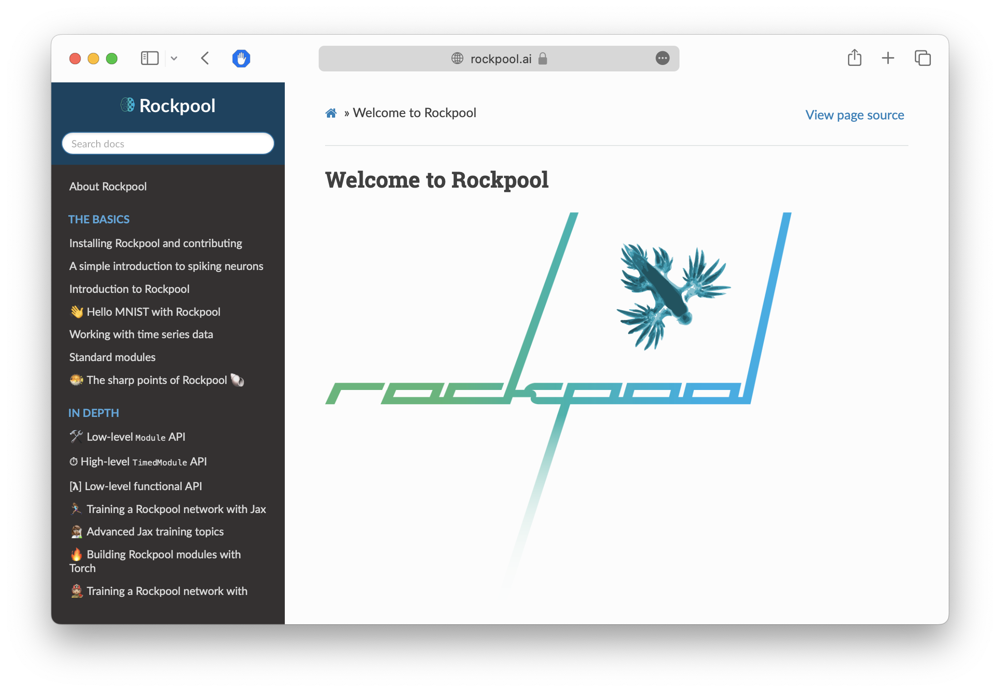 rockpool.ai
Rockpool
Search docs
About Rockpool
THE BASICS
Installing Rockpool and contributing
A simple introduction to spiking neurons
Introduction to Rockpool
👋 Hello MNIST with Rockpool
Working with time series data
Standard modules
🐡 The sharp points of Rockpool 🐚
IN DEPTH
🛠 Low-level Module API
⏱ High-level TimedModule API
[λ] Low-level functional API
🏃🏽‍♀️ Training a Rockpool network with Jax
👩🏽‍🔬 Advanced Jax training topics
🔥 Building Rockpool modules with
Torch
👩🏼‍🚒 Training a Rockpool network with
» Welcome to Rockpool
View page source
Welcome to Rockpool
rockpool